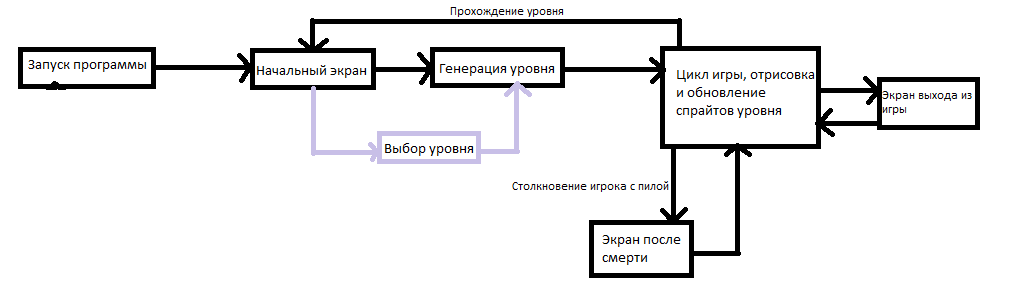 Прохождение уровня
Запуск программы
Начальный экран
Генерация уровня
Цикл игры, отрисовка
и обновление
спрайтов уровня
Экран выхода из
игры
Выбор уровня
Столкновение игрока с пилой
Экран после
смерти